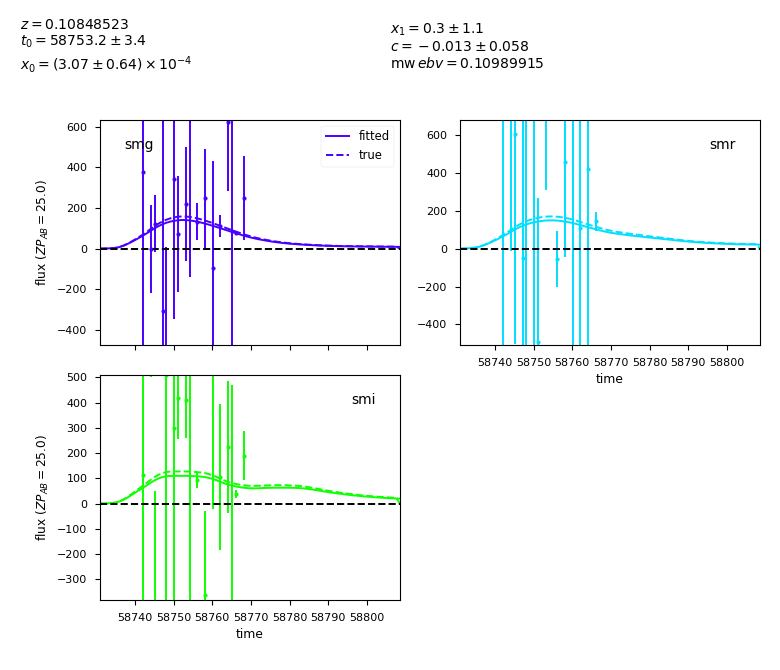 z = 0.10848523
t₀ = 58753.2 ± 3.4
x₀ = (3.07 ± 0.64) × 10⁻⁴
x₁ = 0.3 ± 1.1
c = −0.013 ± 0.058
mw ebv = 0.10989915
smg
fitted
true
600
400
200
0
−200
−400
flux (ZP_AB = 25.0)
smr
600
400
200
0
−200
−400
58740 58750 58760 58770 58780 58790 58800
time
smi
500
400
300
200
100
0
−100
−200
−300
flux (ZP_AB = 25.0)
58740 58750 58760 58770 58780 58790 58800
time